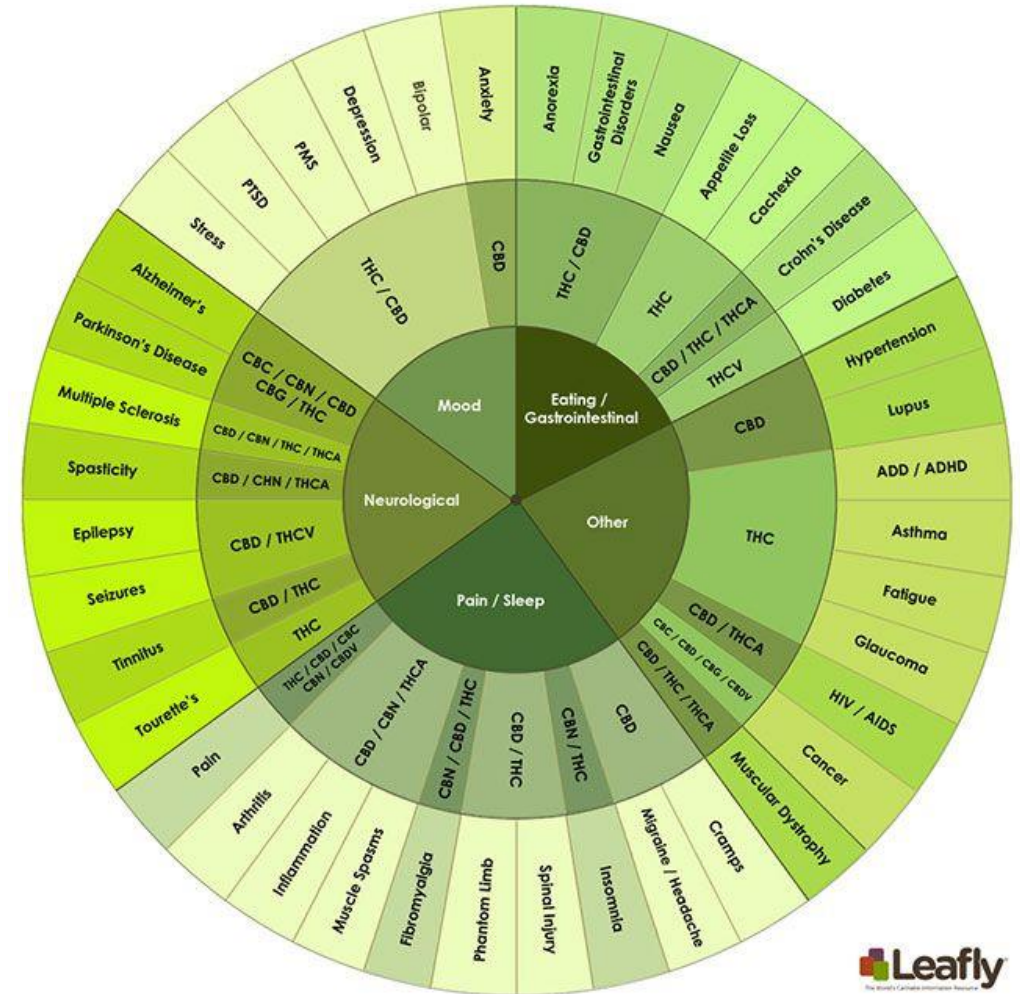 Anxiety
Bipolar
Depression
PMS
PTSD
Stress
Anorexia
Gastrointestinal
Disorders
Nausea
Appetite Loss
Cachexia
Crohn's Disease
Diabetes
Hypertension
Lupus
ADD / ADHD
Asthma
Fatigue
Glaucoma
HIV / AIDS
Cancer
Muscular Dystrophy
Cramps
Migraine / Headache
Insomnia
Spinal Injury
Phantom Limb
Fibromyalgia
Muscle Spasms
Inflammation
Arthritis
Pain
Tourette's
Tinnitus
Seizures
Epilepsy
Spasticity
Multiple Sclerosis
Parkinson's Disease
Alzheimer's
THC / CBD
CBD
THC / CBD
THC
CBD / THC / THCA
THCV
CBD
THC
CBD / THCA
CBC / CBD / CBG / CBDV
CBD / THC / THCA
CBD
CBN / THC
CBD / THC
CBN / CBD / THC
CBD / CBN / THCA
THC / CBD / CBC
CBN / CBDV
THC
CBD / THC
CBD / THCV
CBD / CHN / THCA
CBD / CBN / THC / THCA
CBC / CBN / CBD
CBG / THC
Mood
Eating /
Gastrointestinal
Other
Pain / Sleep
Neurological
Leafly
The World's Cannabis Information Resource